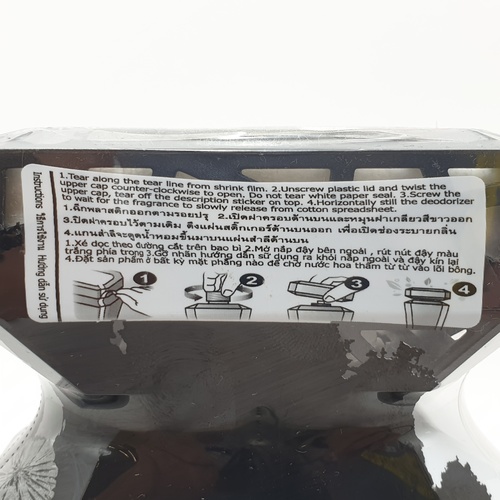 Instructions วิธีการใช้งาน Hướng dẫn sử dụng
1.Tear along the tear line from shrink film. 2.Unscrew plastic lid and twist the
upper cap counter-clockwise to open. Do not tear white paper seal. 3.Screw the
upper cap, tear off the description sticker on top. 4.Horizontally still the deodorizer
to wait for the fragrance to slowly release from cotton spreadsheet.
1.ฉีกพลาสติกออกตามรอยปรุ 2.เปิดฝาครอบด้านบนและหมุนฝาเกลียวสีขาวออก
3.ปิดฝาครอบไว้ตามเดิม ดึงแผ่นสติ๊กเกอร์ด้านบนออก เพื่อเปิดช่องระบายกลิ่น
4.แกนสำลีจะดูดน้ำหอมขึ้นมาบนแผ่นสำลีด้านบน
1.Xé dọc theo đường cắt trên bao bì 2.Mở nắp đậy bên ngoài , rút nút đậy màu
trắng phía trong 3.Gỡ nhãn hướng dẫn sử dụng ra khỏi nắp ngoài và đậy kín lại
4.Đặt sản phẩm ở bất kỳ mặt phẳng nào để chờ nước hoa thấm từ từ vào lõi bông.
1 2 3 4